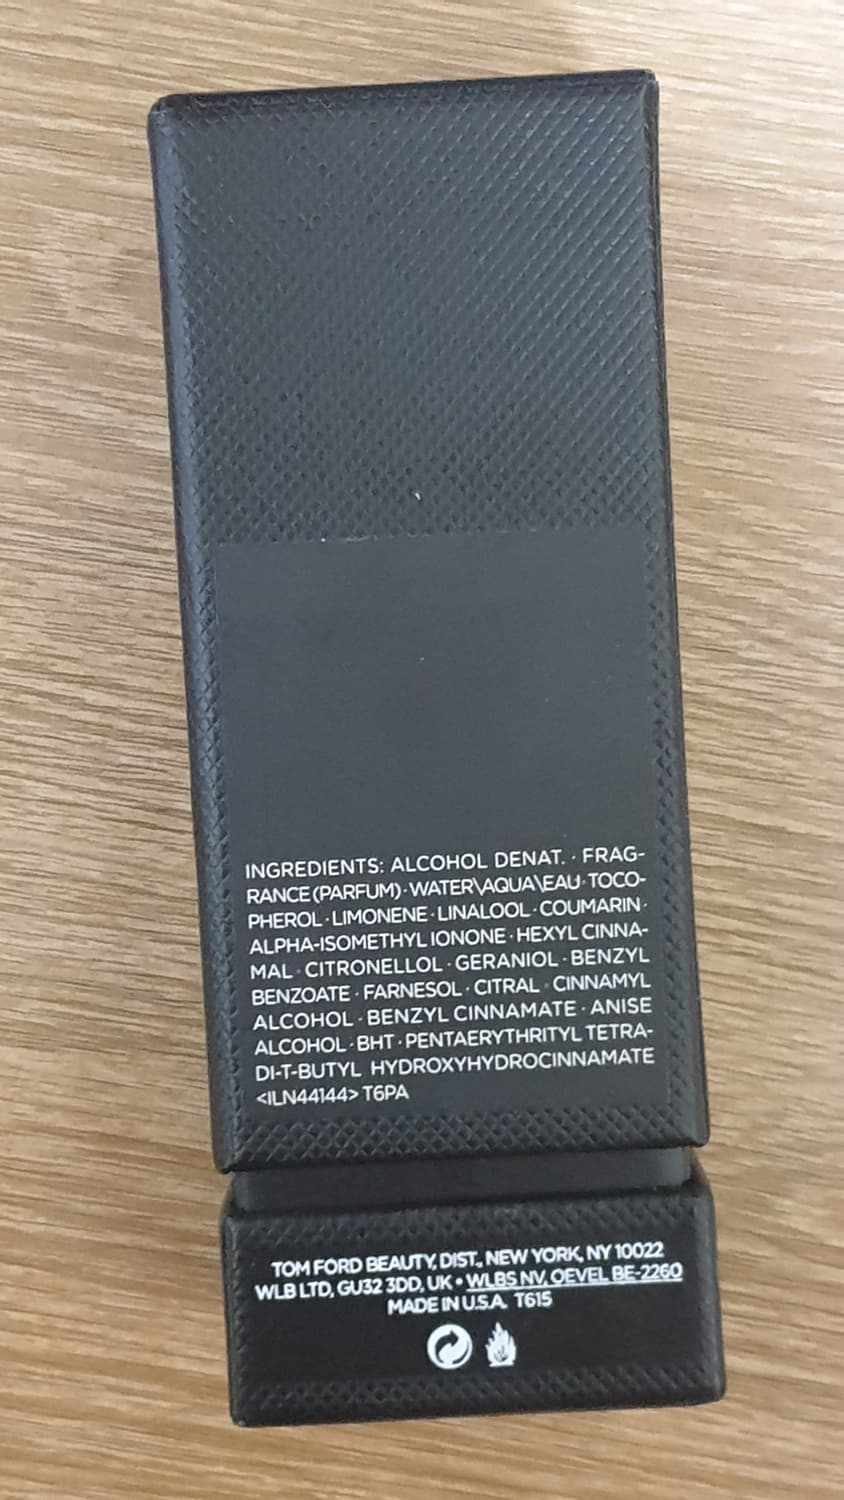 INGREDIENTS: ALCOHOL DENAT. · FRAG-
RANCE (PARFUM) · WATER\AQUA\EAU · TOCO-
PHEROL · LIMONENE · LINALOOL · COUMARIN ·
ALPHA-ISOMETHYL IONONE · HEXYL CINNA-
MAL · CITRONELLOL · GERANIOL · BENZYL
BENZOATE · FARNESOL · CITRAL · CINNAMYL
ALCOHOL · BENZYL CINNAMATE · ANISE
ALCOHOL · BHT · PENTAERYTHRITYL TETRA-
DI-T-BUTYL HYDROXYHYDROCINNAMATE
<ILN44144> T6PA
TOM FORD BEAUTY, DIST., NEW YORK, NY 10022
WLB LTD, GU32 3DD, UK • WLBS NV, OEVEL BE-2260
MADE IN U.S.A. T615